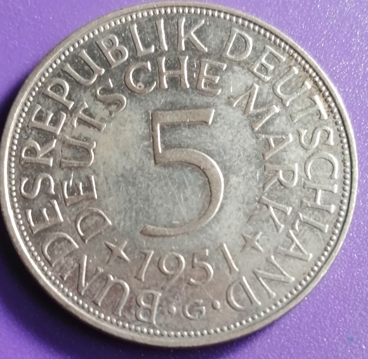 BUNDESREPUBLIK DEUTSCHLAND
DEUTSCHE MARK
5
1951
·G·